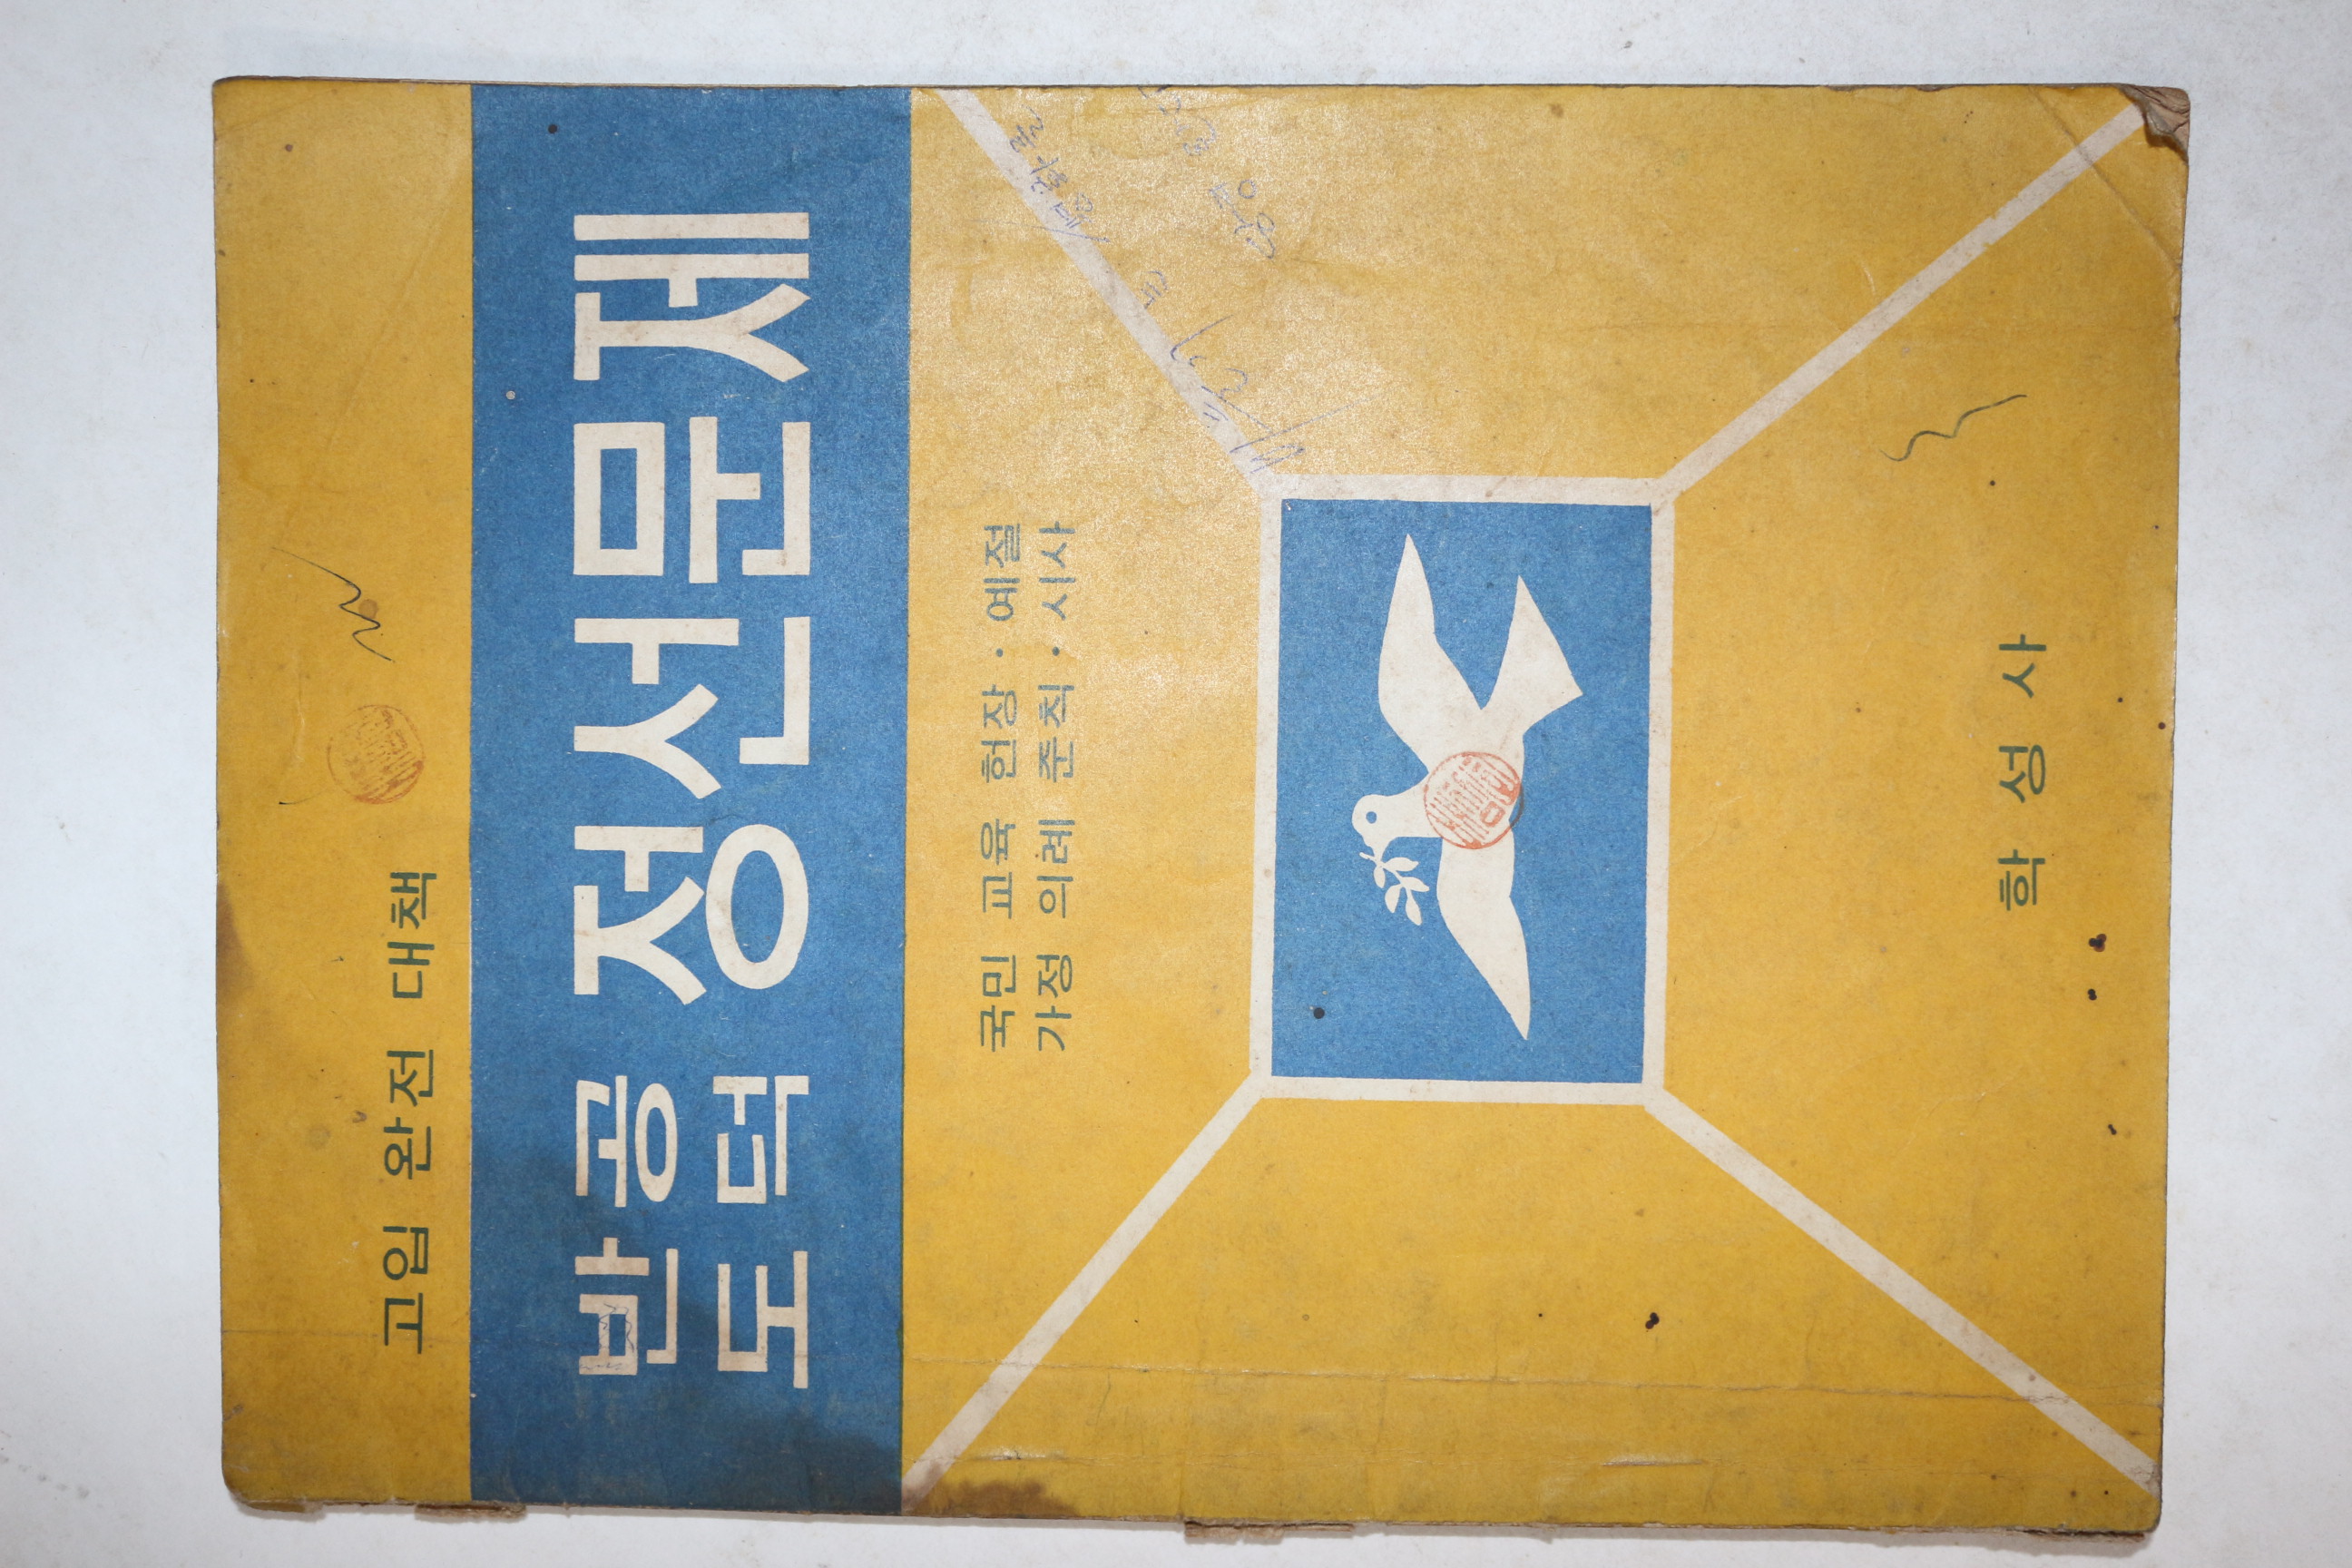 고입 완전 대책
반공
도덕
정신문제
국민 교육 헌장 · 예절
가정 의례 준칙 · 시사
학성사